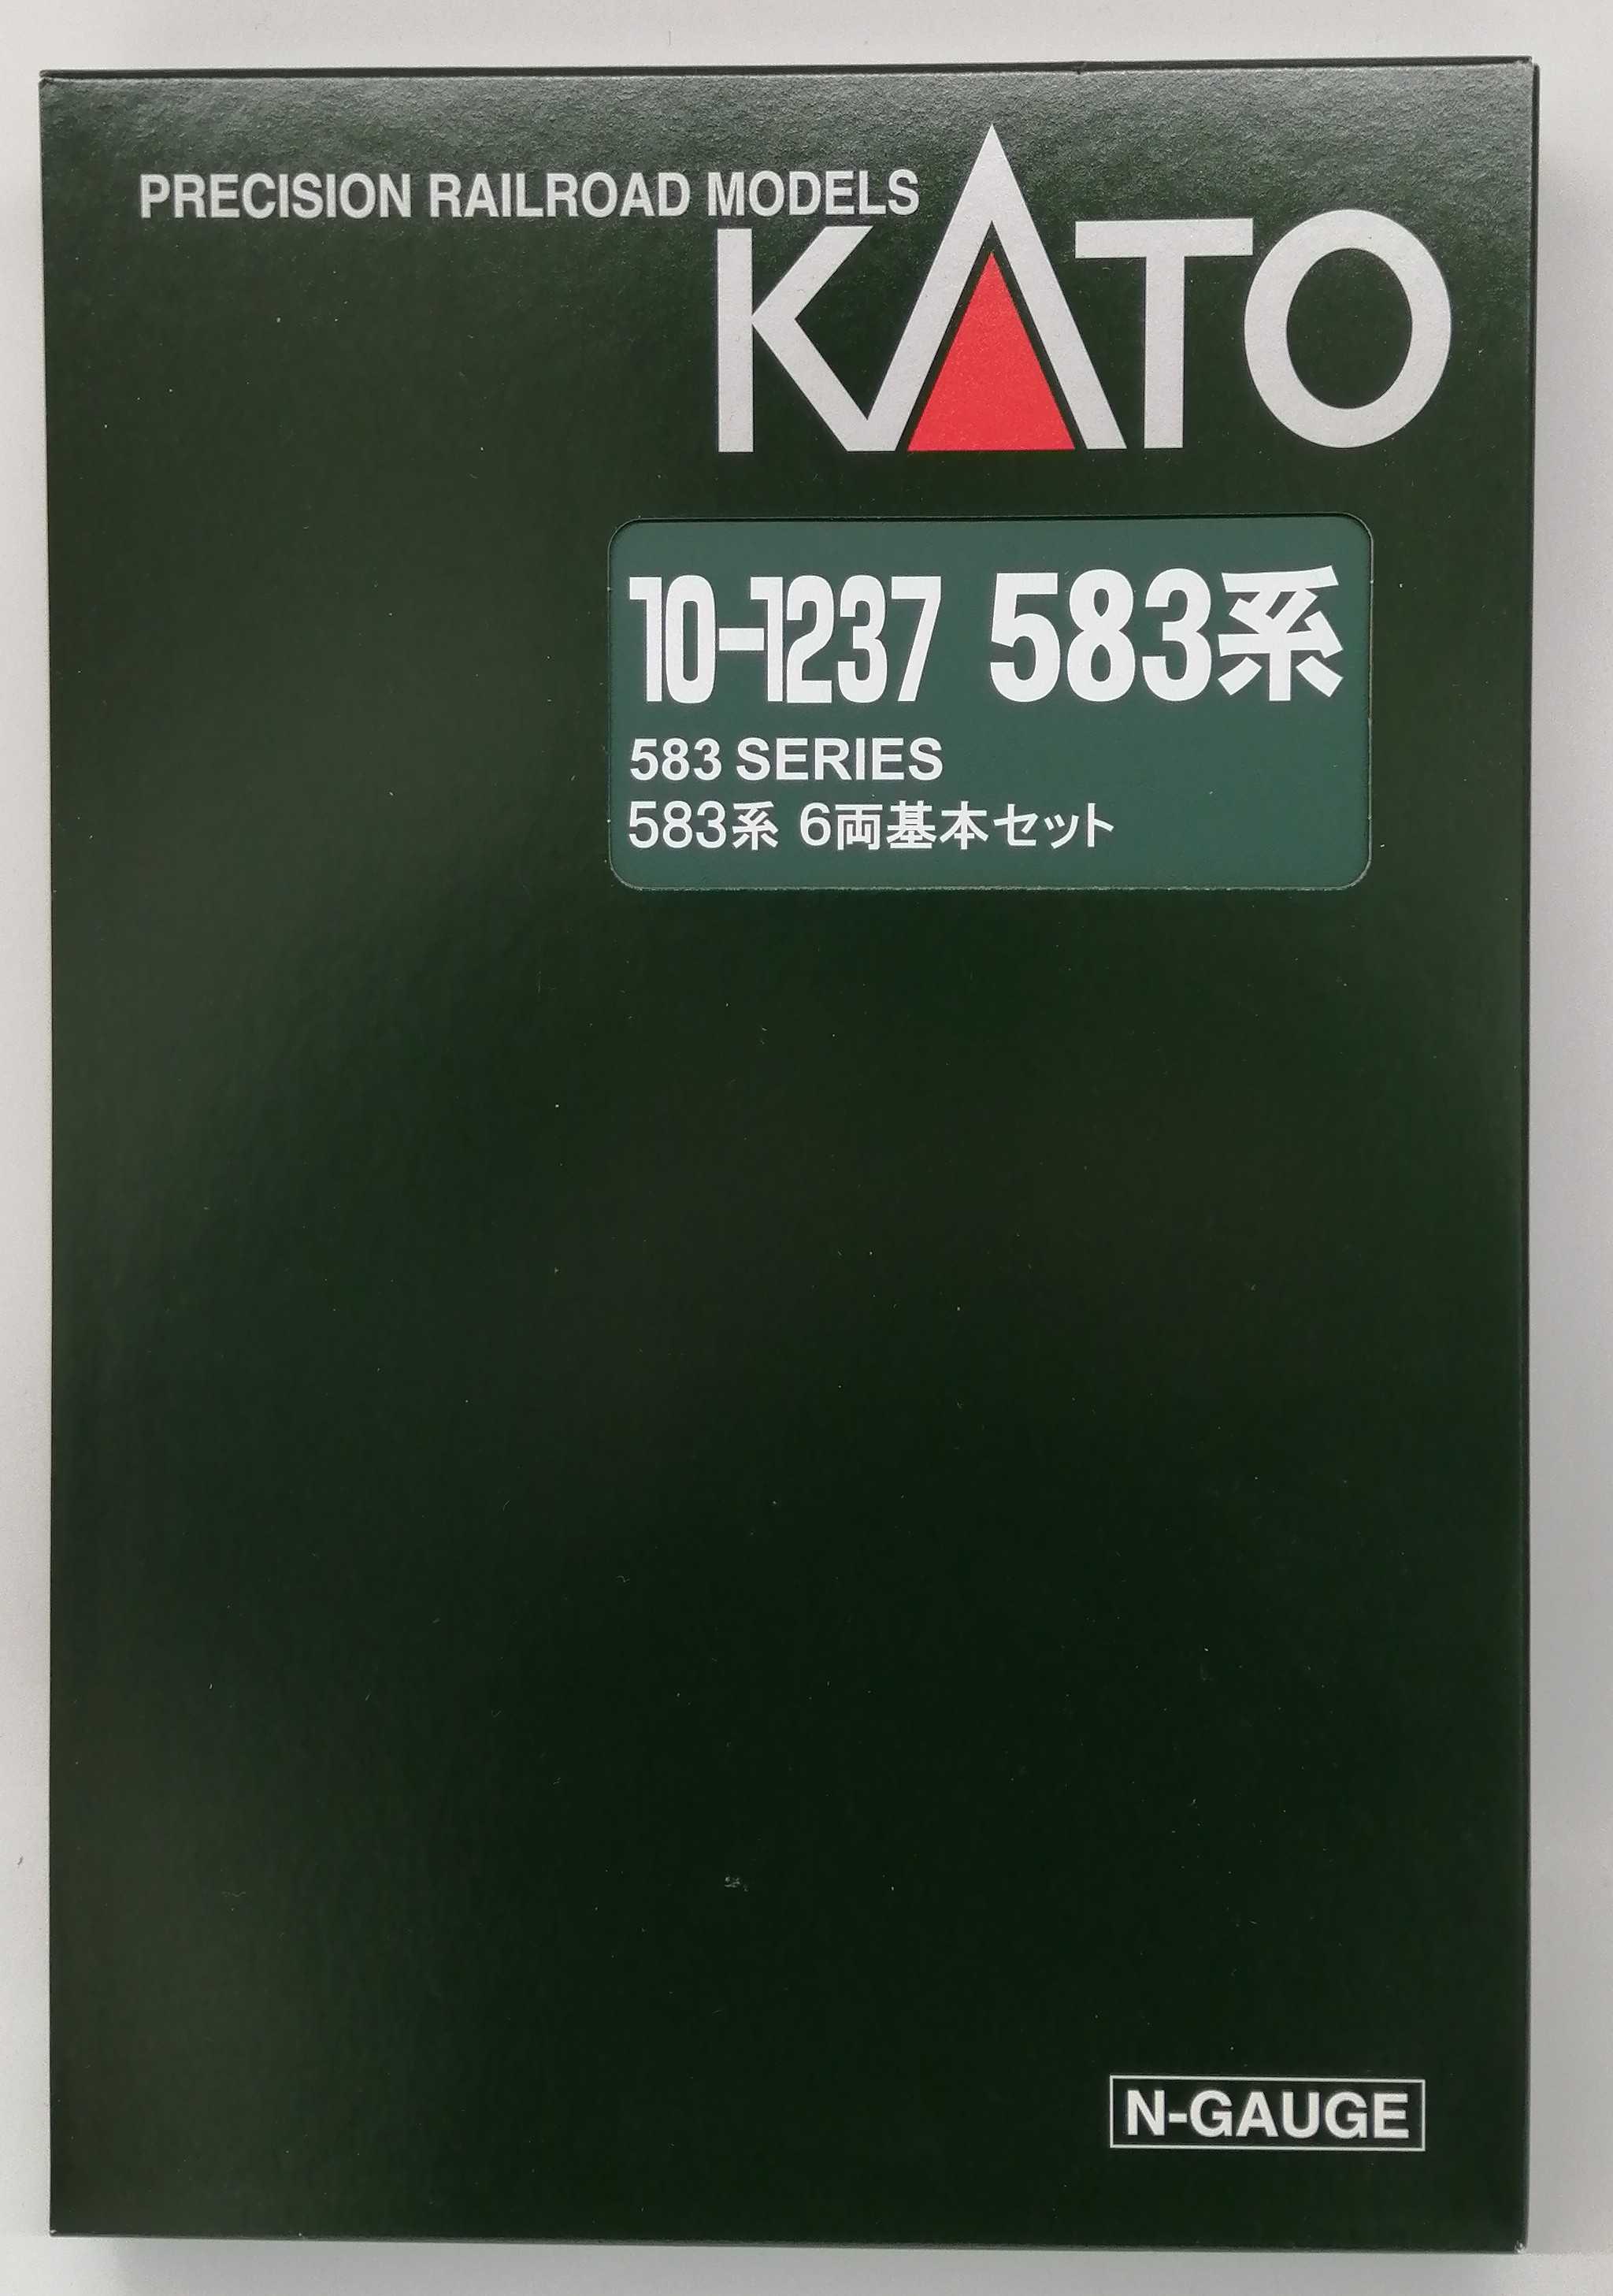 PRECISION RAILROAD MODELS
KATO
10-1237 583系
583 SERIES
583系 6両基本セット
N-GAUGE